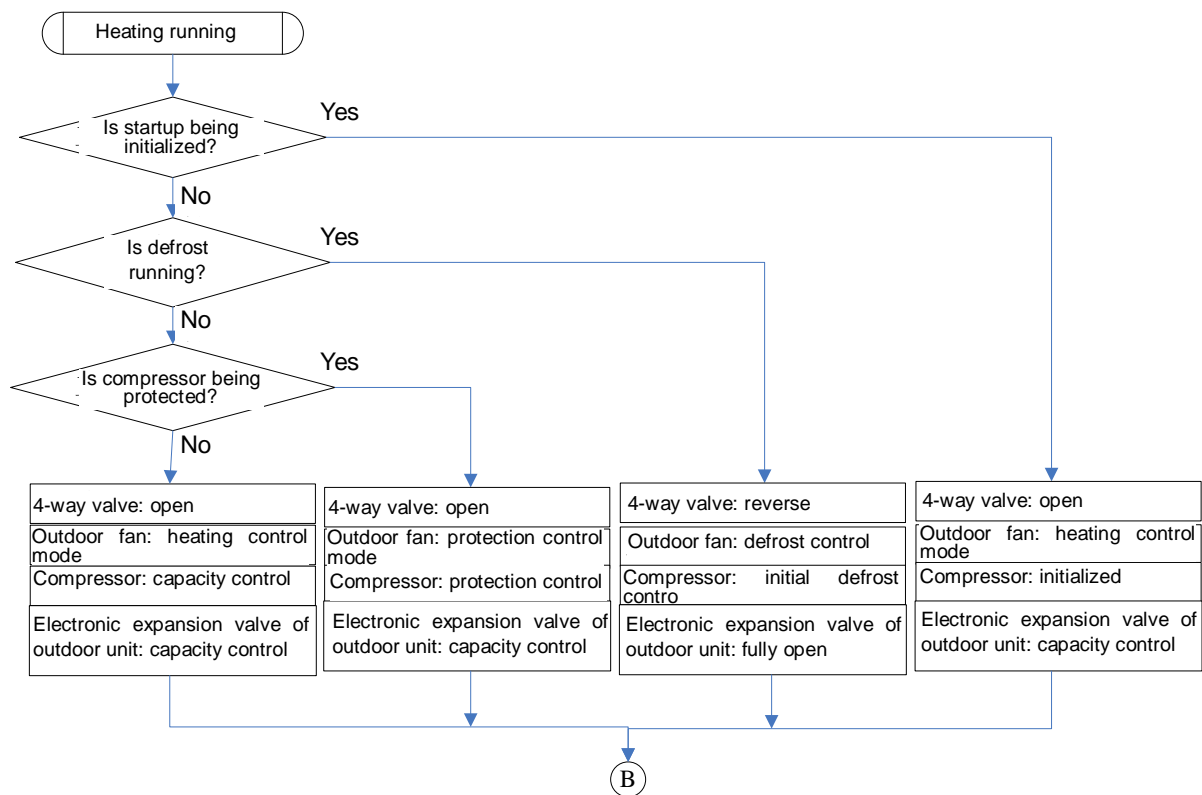 Heating running
Is startup being
initialized?
Yes
No
Is defrost
running?
Yes
No
Is compressor being
protected?
Yes
No
4-way valve: open
Outdoor fan: heating control
mode
Compressor: capacity control
Electronic expansion valve of
outdoor unit: capacity control
4-way valve: open
Outdoor fan: protection control
mode
Compressor: protection control
Electronic expansion valve of
outdoor unit: capacity control
4-way valve: reverse
Outdoor fan: defrost control
Compressor: initial defrost
contro
Electronic expansion valve of
outdoor unit: fully open
4-way valve: open
Outdoor fan: heating control
mode
Compressor: initialized
Electronic expansion valve of
outdoor unit: capacity control
B